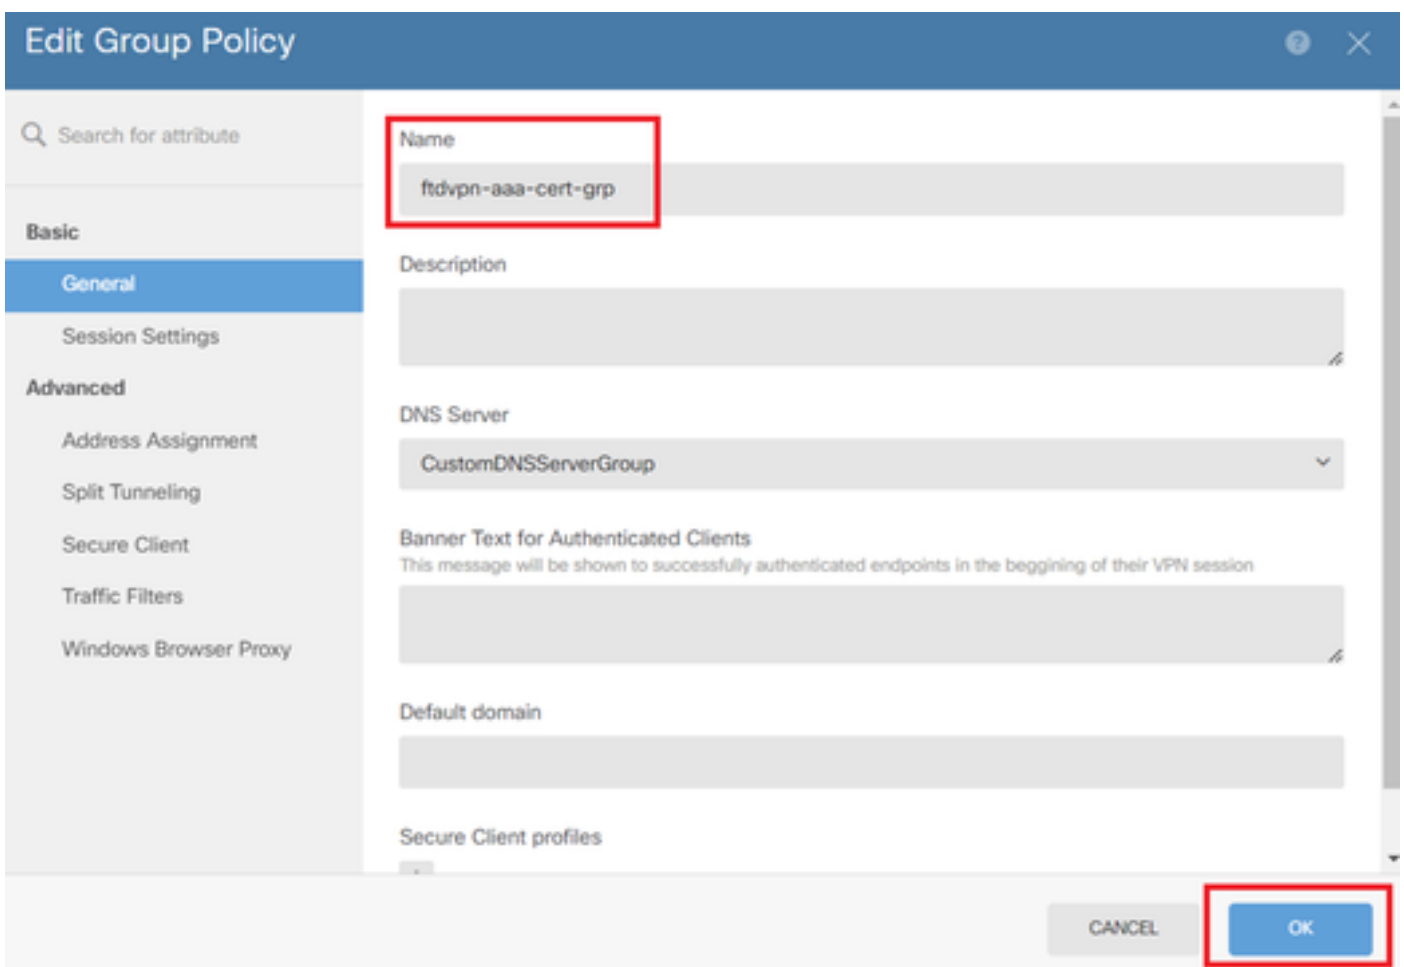 Edit Group Policy
Search for attribute
Basic
General
Session Settings
Advanced
Address Assignment
Split Tunneling
Secure Client
Traffic Filters
Windows Browser Proxy
Name
ftdvpn-aaa-cert-grp
Description
DNS Server
CustomDNSServerGroup
Banner Text for Authenticated Clients
This message will be shown to successfully authenticated endpoints in the beggining of their VPN session
Default domain
Secure Client profiles
CANCEL
OK